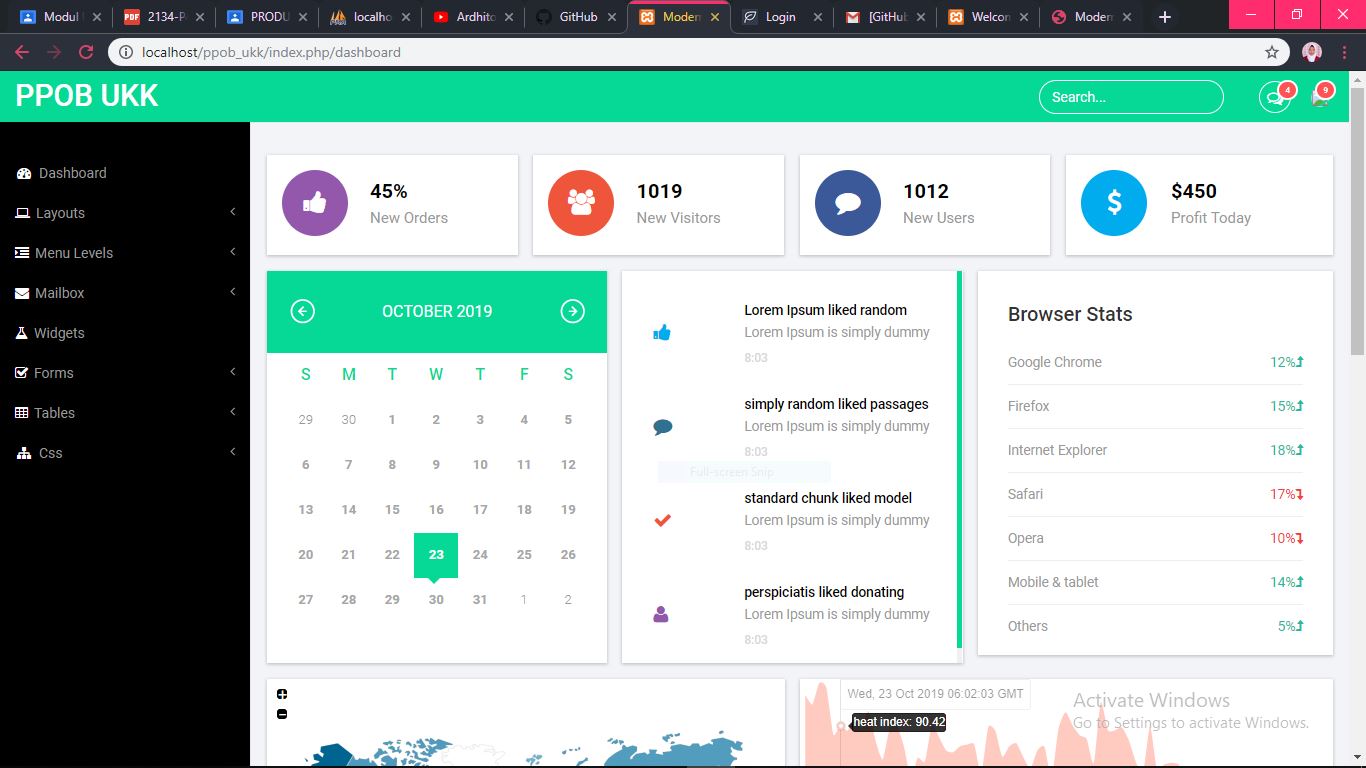 Modul
2134-P
PRODU
localho
Ardhito
GitHub
Modern
Login
[GitHub
Welcom
Modern
localhost/ppob_ukk/index.php/dashboard
PPOB UKK
Search...
4
9
Dashboard
Layouts
Menu Levels
Mailbox
Widgets
Forms
Tables
Css
45%
New Orders
1019
New Visitors
1012
New Users
$450
Profit Today
OCTOBER 2019
S M T W T F S
29 30 1 2 3 4 5
6 7 8 9 10 11 12
13 14 15 16 17 18 19
20 21 22 23 24 25 26
27 28 29 30 31 1 2
Lorem Ipsum liked random
Lorem Ipsum is simply dummy
8:03
simply random liked passages
Lorem Ipsum is simply dummy
8:03
Full-screen Snip
standard chunk liked model
Lorem Ipsum is simply dummy
8:03
perspiciatis liked donating
Lorem Ipsum is simply dummy
8:03
Browser Stats
Google Chrome 12%
Firefox 15%
Internet Explorer 18%
Safari 17%
Opera 10%
Mobile & tablet 14%
Others 5%
Wed, 23 Oct 2019 06:02:03 GMT
heat index: 90.42
Activate Windows
Go to Settings to activate Windows.